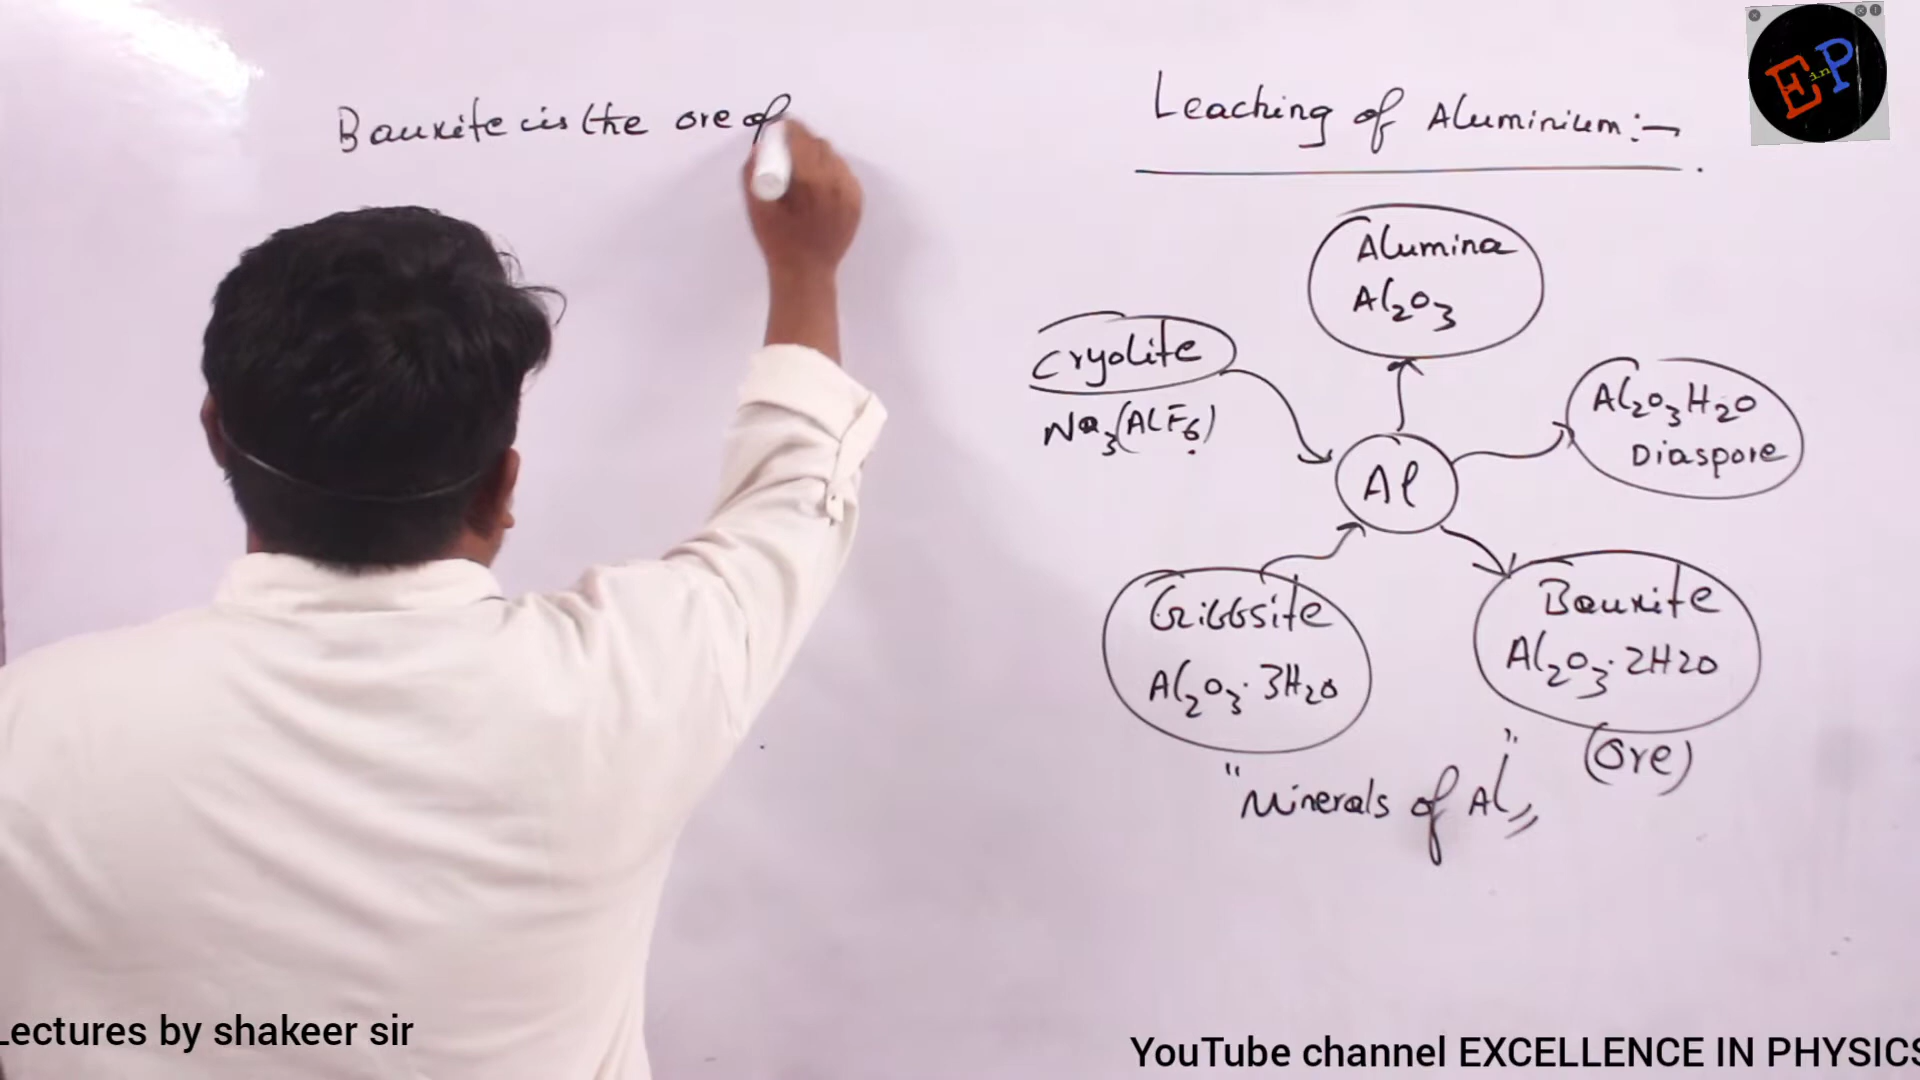 Bauxite is the ore of
Leaching of Aluminium:-
Alumina
Al₂O₃
Cryolite
Na₃(AlF₆)
Al₂O₃H₂O
Diaspore
Al
Gibbsite
Al₂O₃·3H₂O
Bauxite
Al₂O₃·2H2O
(ore)
"Minerals of Al"
E in P
Lectures by shakeer sir
YouTube channel EXCELLENCE IN PHYSICS